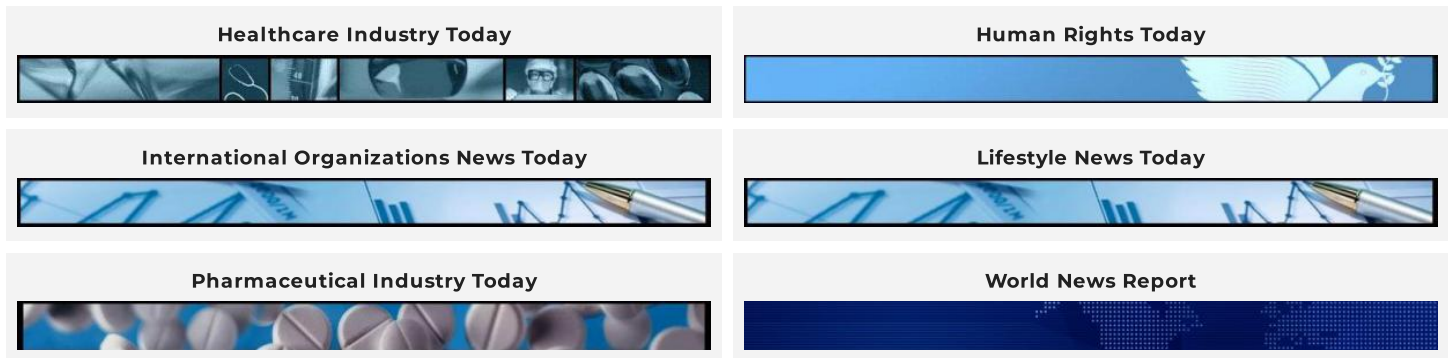 Healthcare Industry Today
Human Rights Today
International Organizations News Today
Lifestyle News Today
Pharmaceutical Industry Today
World News Report